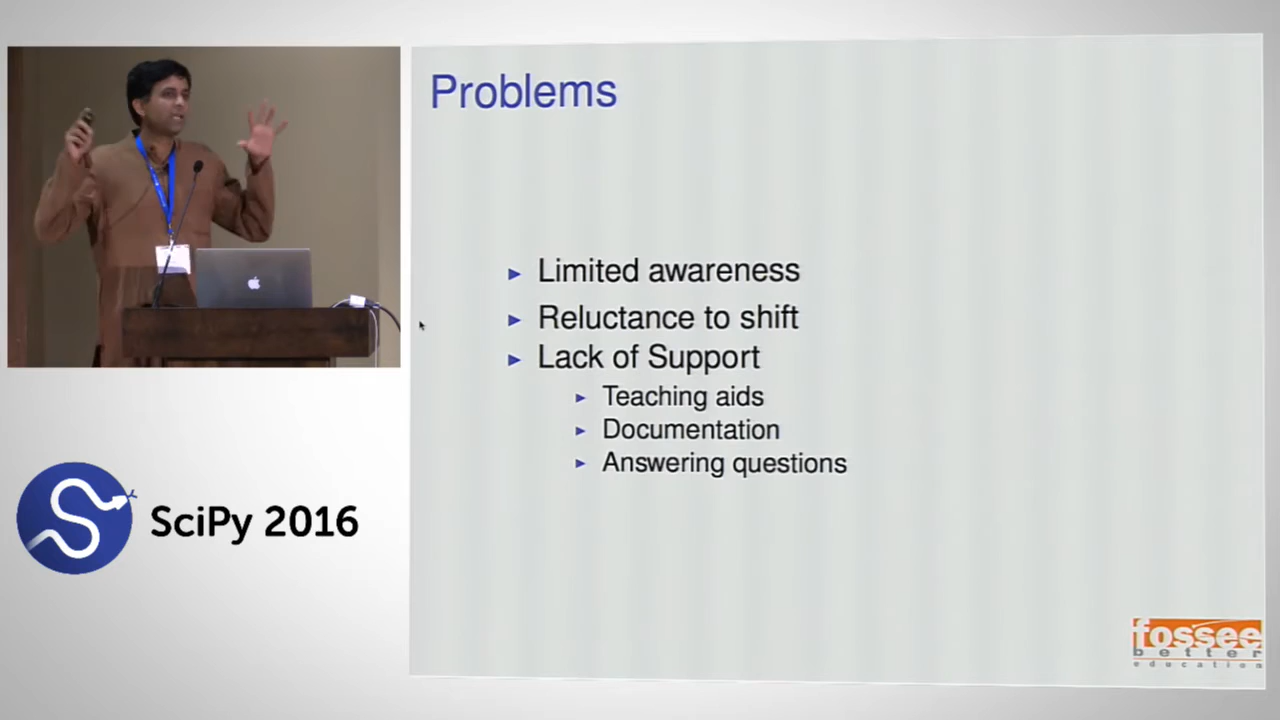 Problems
Limited awareness
Reluctance to shift
Lack of Support
Teaching aids
Documentation
Answering questions
SciPy 2016
fossee
better
education